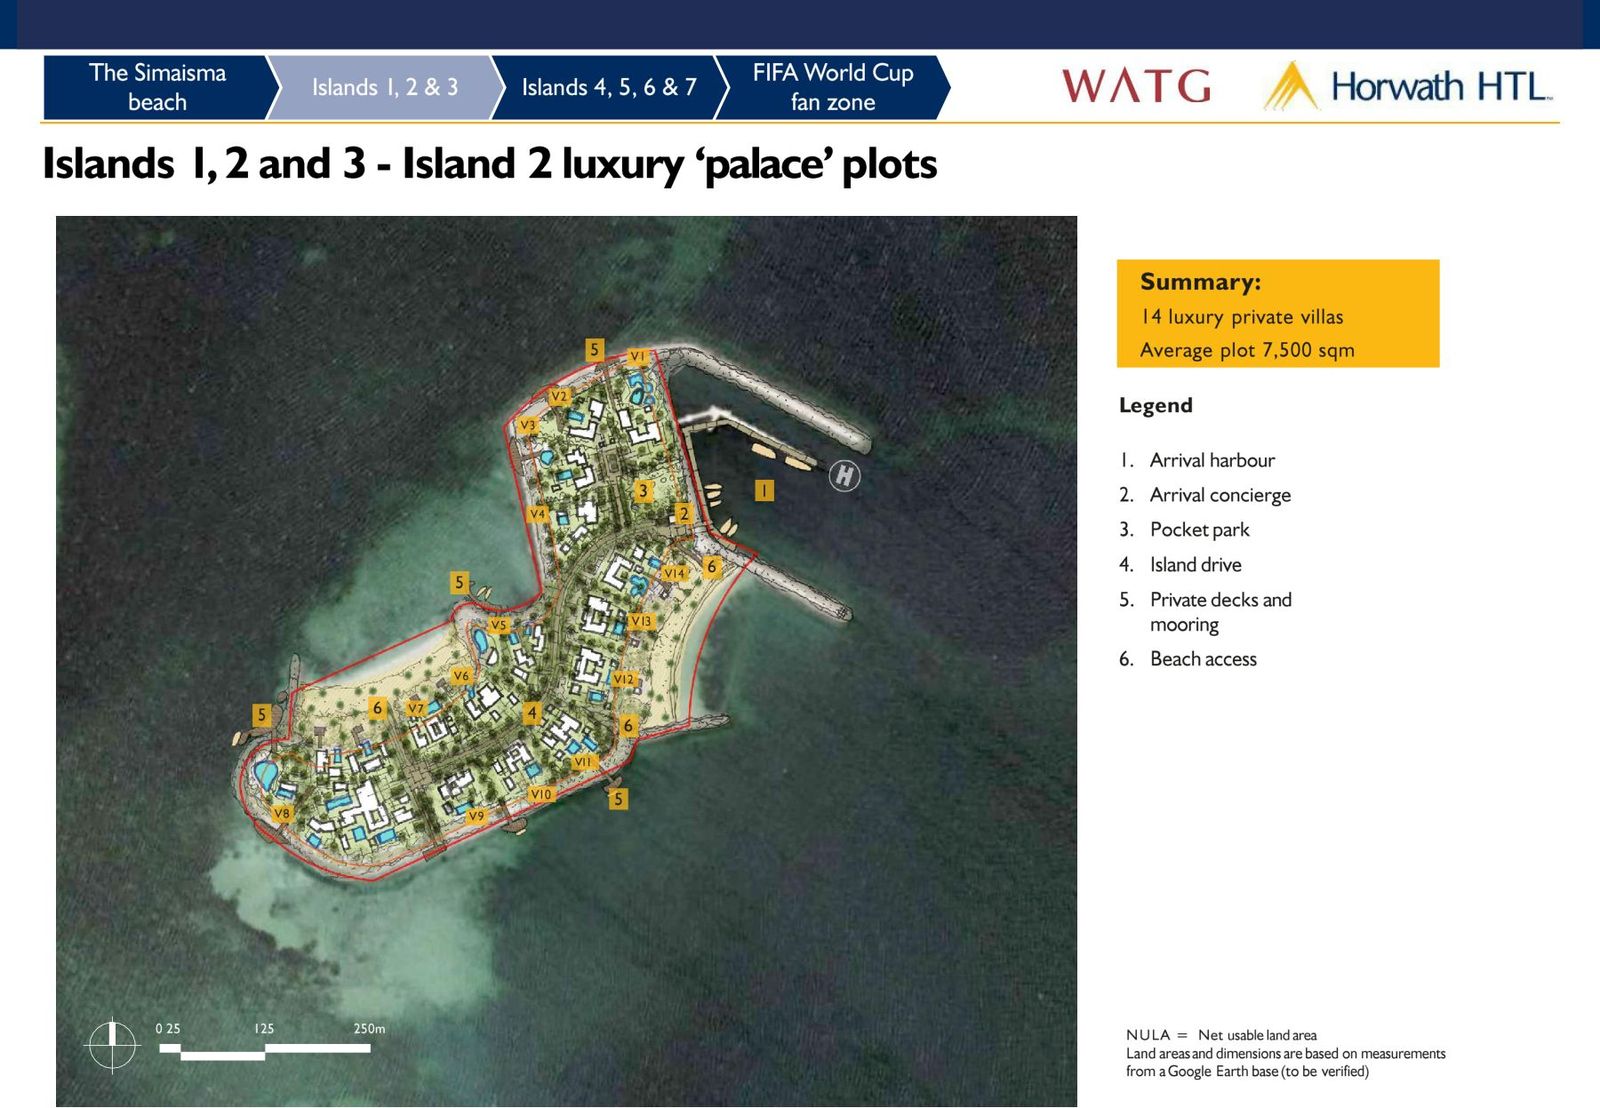 The Simaisma
beach
Islands 1, 2 & 3
Islands 4, 5, 6 & 7
FIFA World Cup
fan zone
WATG
Horwath HTL™
Islands 1, 2 and 3 - Island 2 luxury ‘palace’ plots
Summary:
14 luxury private villas
Average plot 7,500 sqm
Legend
1. Arrival harbour
2. Arrival concierge
3. Pocket park
4. Island drive
5. Private decks and
mooring
6. Beach access
5
V1
V2
V3
H
3
1
V4
2
6
V14
5
V5
V13
V6
V12
6
V7
5
4
6
V11
V10
5
V8
V9
0 25 125 250m
NULA = Net usable land area
Land areas and dimensions are based on measurements
from a Google Earth base (to be verified)